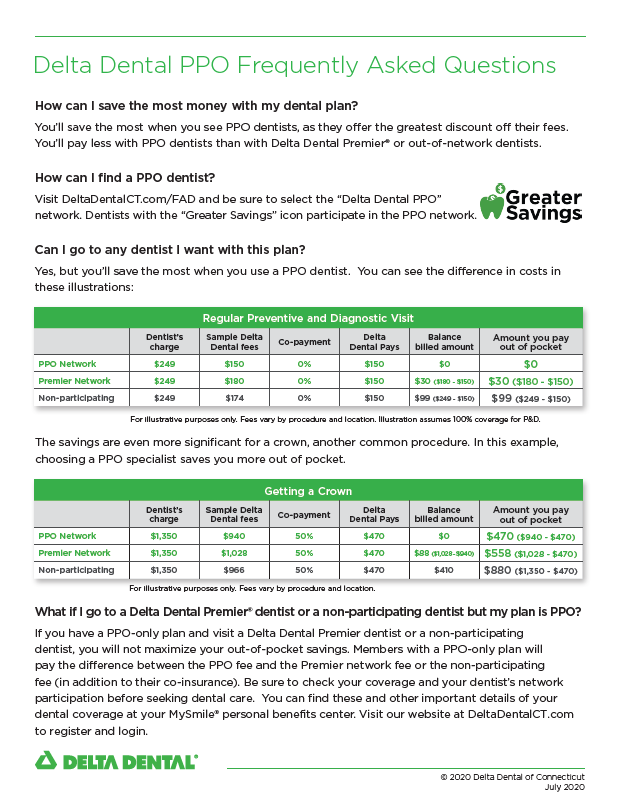 Delta Dental PPO Frequently Asked Questions
How can I save the most money with my dental plan?
You'll save the most when you see PPO dentists, as they offer the greatest discount off their fees.
You'll pay less with PPO dentists than with Delta Dental Premier® or out-of-network dentists.
How can I find a PPO dentist?
Visit DeltaDentalCT.com/FAD and be sure to select the "Delta Dental PPO"
network. Dentists with the "Greater Savings" icon participate in the PPO network.
$ Greater
Savings
Can I go to any dentist I want with this plan?
Yes, but you'll save the most when you use a PPO dentist.  You can see the difference in costs in
these illustrations:
Regular Preventive and Diagnostic Visit
Dentist's charge | Sample Delta Dental fees | Co-payment | Delta Dental Pays | Balance billed amount | Amount you pay out of pocket
PPO Network $249 $150 0% $150 $0 $0
Premier Network $249 $180 0% $150 $30 ($180 - $150) $30 ($180 - $150)
Non-participating $249 $174 0% $150 $99 ($249 - $150) $99 ($249 - $150)
For illustrative purposes only. Fees vary by procedure and location. Illustration assumes 100% coverage for P&D.
The savings are even more significant for a crown, another common procedure. In this example,
choosing a PPO specialist saves you more out of pocket.
Getting a Crown
Dentist's charge | Sample Delta Dental fees | Co-payment | Delta Dental Pays | Balance billed amount | Amount you pay out of pocket
PPO Network $1,350 $940 50% $470 $0 $470 ($940 - $470)
Premier Network $1,350 $1,028 50% $470 $88 ($1,028-$940) $558 ($1,028 - $470)
Non-participating $1,350 $966 50% $470 $410 $880 ($1,350 - $470)
For illustrative purposes only. Fees vary by procedure and location.
What if I go to a Delta Dental Premier® dentist or a non-participating dentist but my plan is PPO?
If you have a PPO-only plan and visit a Delta Dental Premier dentist or a non-participating
dentist, you will not maximize your out-of-pocket savings. Members with a PPO-only plan will
pay the difference between the PPO fee and the Premier network fee or the non-participating
fee (in addition to their co-insurance). Be sure to check your coverage and your dentist's network
participation before seeking dental care.  You can find these and other important details of your
dental coverage at your MySmile® personal benefits center. Visit our website at DeltaDentalCT.com
to register and login.
DELTA DENTAL®
© 2020 Delta Dental of Connecticut
July 2020